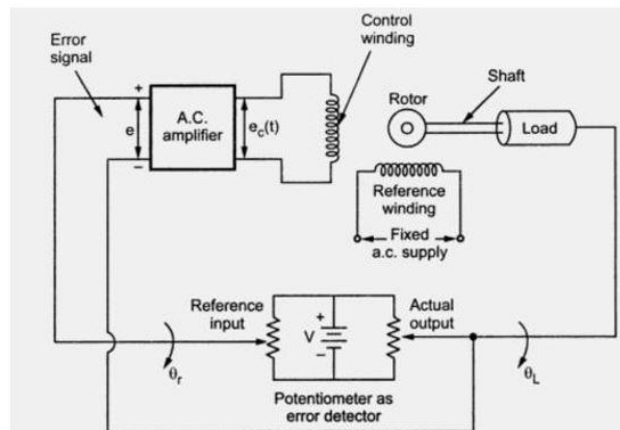 Error
signal
Control
winding
+
e
−
A.C.
amplifier
e_c(t)
Rotor
Shaft
Load
Reference
winding
Fixed
a.c. supply
Reference
input
+
V
−
Actual
output
θ_r
θ_L
Potentiometer as
error detector